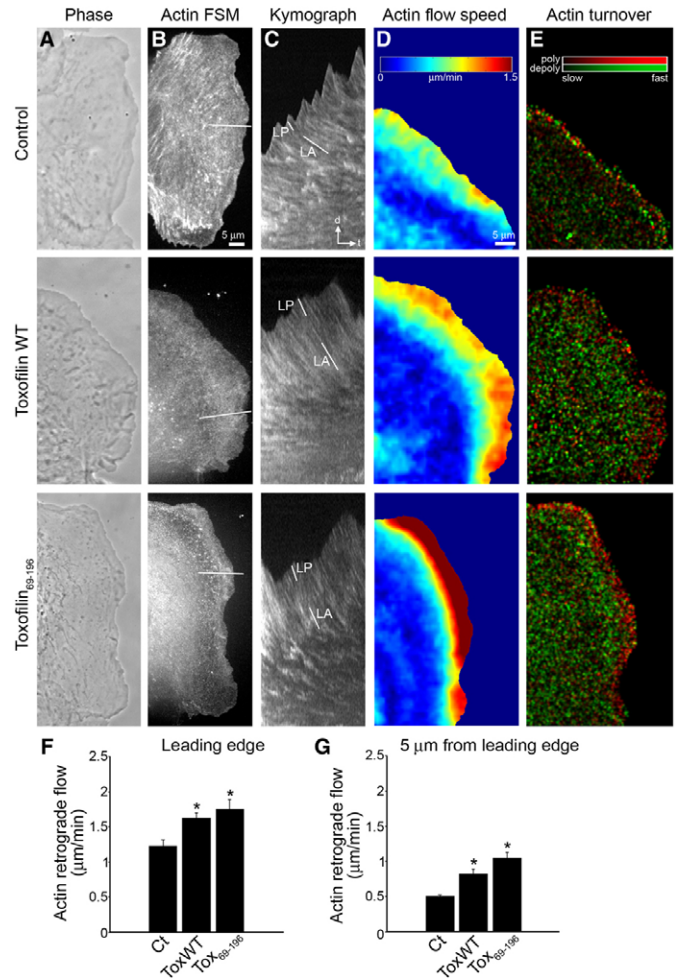 Phase Actin FSM Kymograph Actin flow speed Actin turnover
A B C D E
0 μm/min 1.5
poly
depoly
slow fast
Control
LP
LA
d
t
5 μm
5 μm
Toxofilin WT
LP
LA
Toxofilin69-196
LP
LA
F Leading edge
Actin retrograde flow
(μm/min)
2.5
2
1.5
1
0.5
0
* *
Ct ToxWT Tox69-196
G 5 μm from leading edge
Actin retrograde flow
(μm/min)
2.5
2
1.5
1
0.5
0
* *
Ct ToxWT Tox69-196